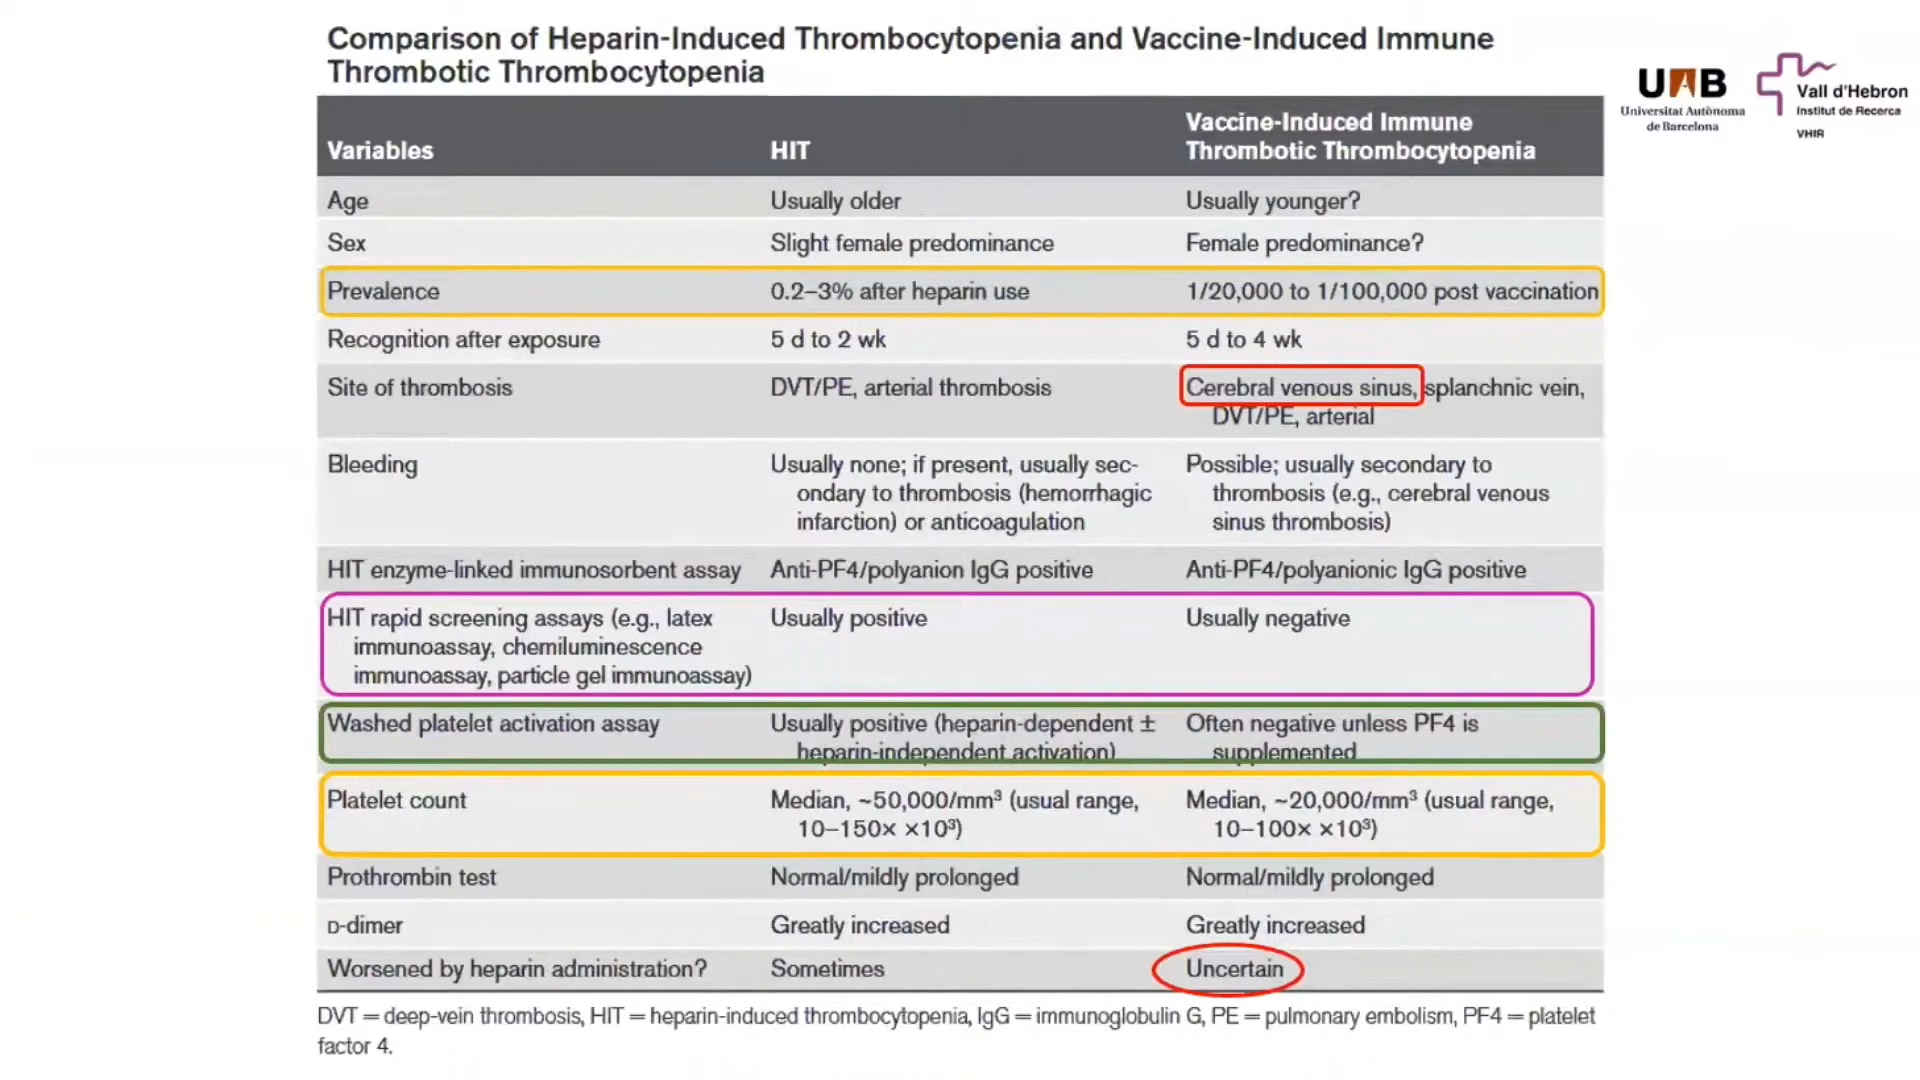 Comparison of Heparin-Induced Thrombocytopenia and Vaccine-Induced Immune
Thrombotic Thrombocytopenia
UAB
Universitat Autònoma
de Barcelona
Vall d'Hebron
Institut de Recerca
VHIR
Variables HIT Vaccine-Induced Immune
Thrombotic Thrombocytopenia
Age Usually older Usually younger?
Sex Slight female predominance Female predominance?
Prevalence 0.2–3% after heparin use 1/20,000 to 1/100,000 post vaccination
Recognition after exposure 5 d to 2 wk 5 d to 4 wk
Site of thrombosis DVT/PE, arterial thrombosis Cerebral venous sinus, splanchnic vein,
DVT/PE, arterial
Bleeding Usually none; if present, usually sec- Possible; usually secondary to
ondary to thrombosis (hemorrhagic thrombosis (e.g., cerebral venous
infarction) or anticoagulation sinus thrombosis)
HIT enzyme-linked immunosorbent assay Anti-PF4/polyanion IgG positive Anti-PF4/polyanionic IgG positive
HIT rapid screening assays (e.g., latex Usually positive Usually negative
immunoassay, chemiluminescence
immunoassay, particle gel immunoassay)
Washed platelet activation assay Usually positive (heparin-dependent ± Often negative unless PF4 is
heparin-independent activation) supplemented
Platelet count Median, ~50,000/mm³ (usual range, Median, ~20,000/mm³ (usual range,
10–150× ×10³) 10–100× ×10³)
Prothrombin test Normal/mildly prolonged Normal/mildly prolonged
D-dimer Greatly increased Greatly increased
Worsened by heparin administration? Sometimes Uncertain
DVT = deep-vein thrombosis, HIT = heparin-induced thrombocytopenia, IgG = immunoglobulin G, PE = pulmonary embolism, PF4 = platelet
factor 4.